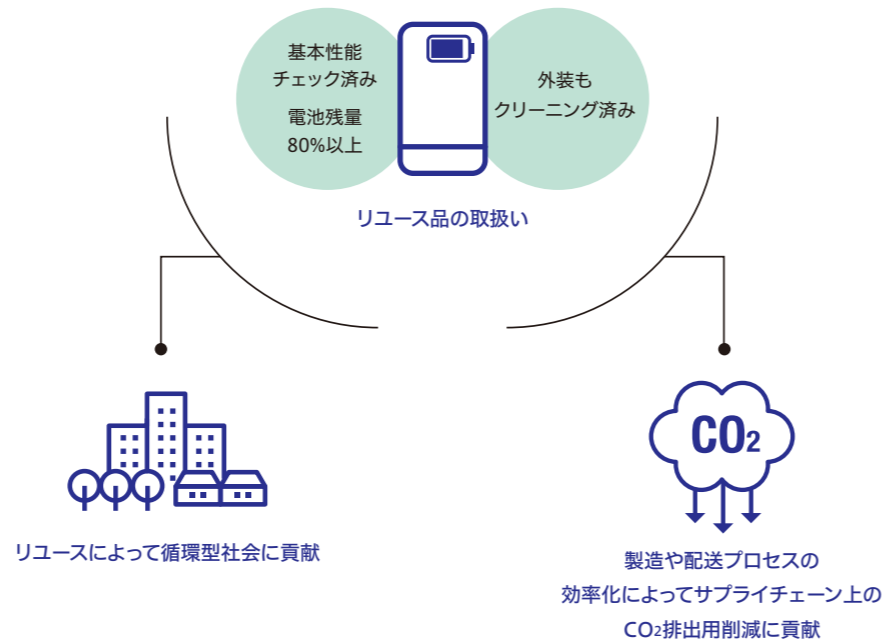 基本性能
チェック済み
電池残量
80%以上
外装も
クリーニング済み
リユース品の取扱い
CO2
リユースによって循環型社会に貢献
製造や配送プロセスの
効率化によってサプライチェーン上の
CO2排出用削減に貢献